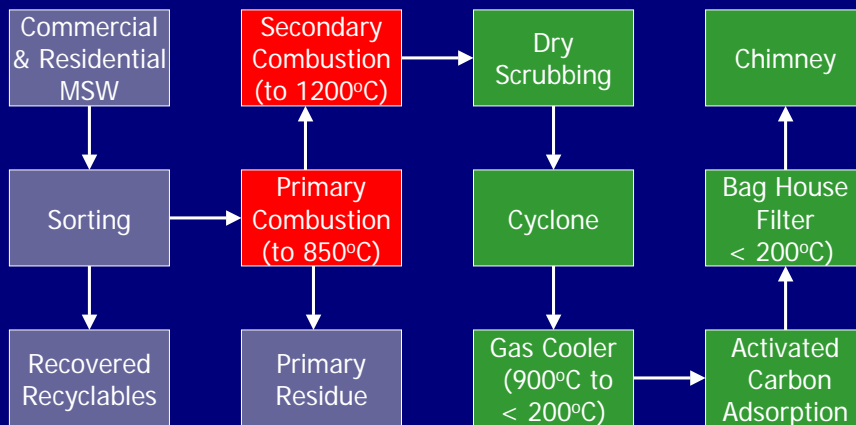 Commercial
& Residential
MSW
Secondary
Combustion
(to 1200ºC)
Dry
Scrubbing
Chimney
Sorting
Primary
Combustion
(to 850ºC)
Cyclone
Bag House
Filter
< 200ºC)
Recovered
Recyclables
Primary
Residue
Gas Cooler
(900ºC to
< 200ºC)
Activated
Carbon
Adsorption